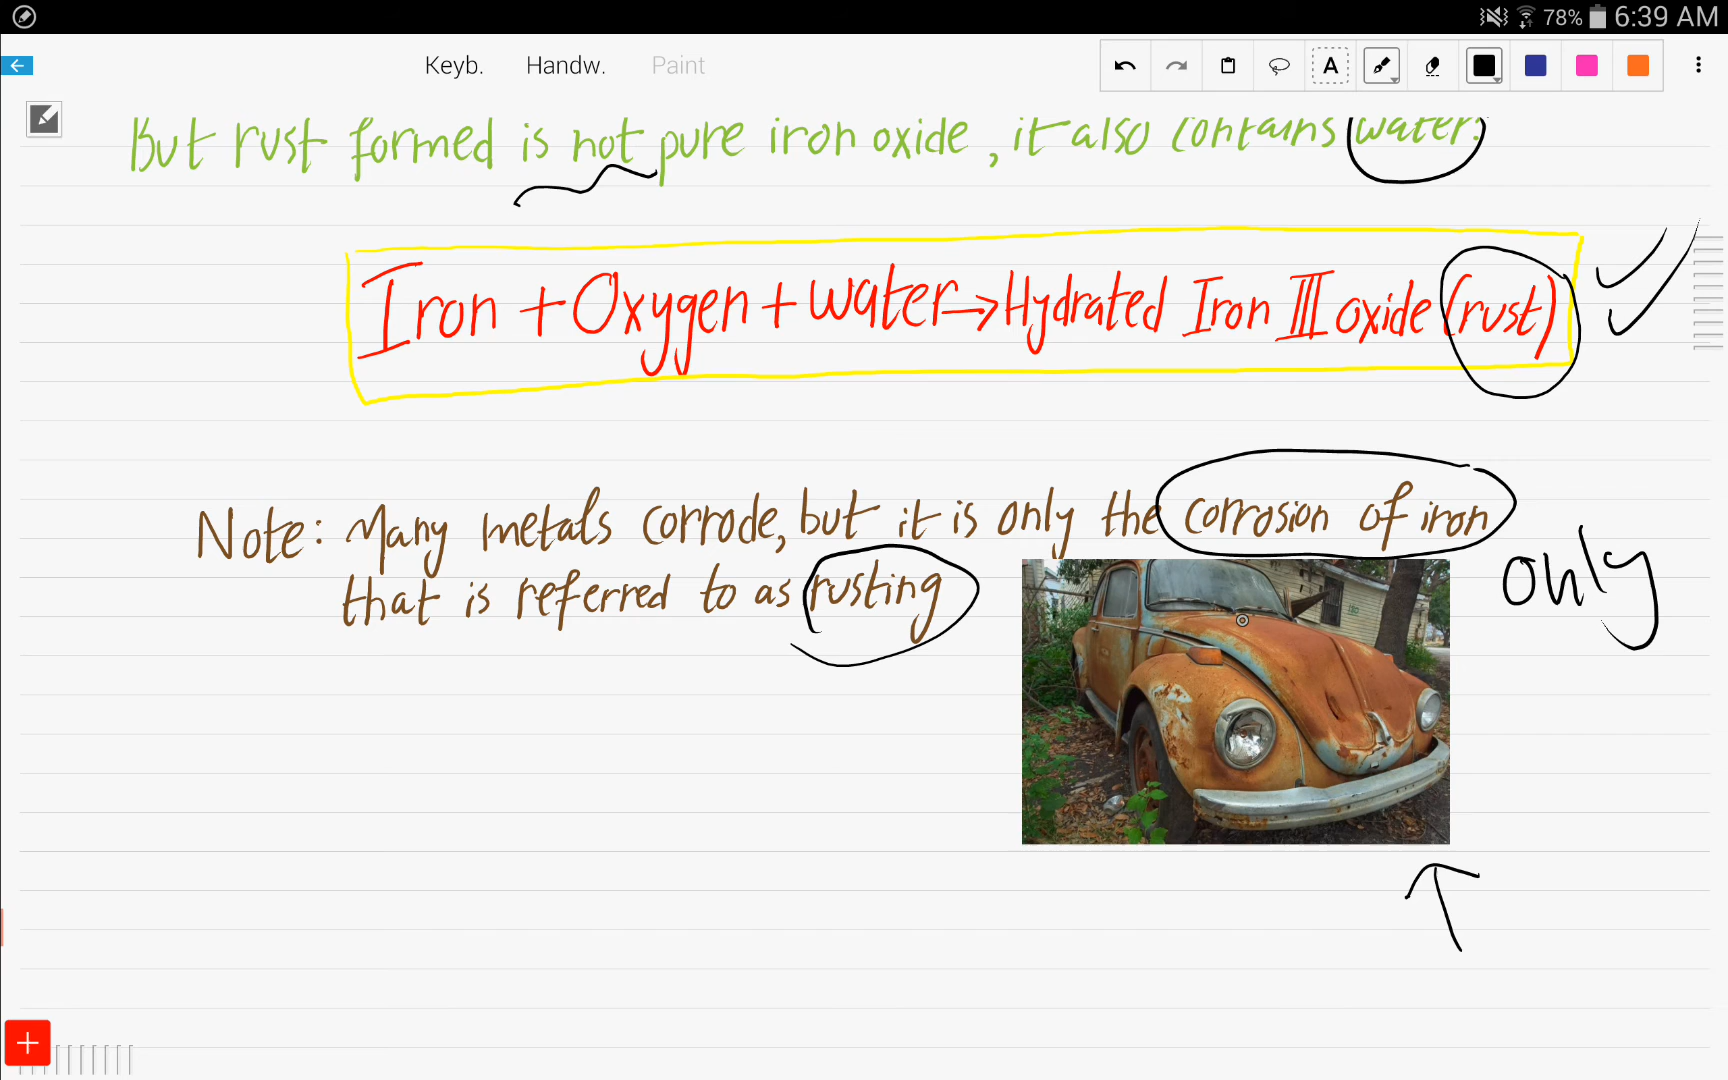 78% 6:39 AM
Keyb. Handw. Paint
A
But rust formed is not pure iron oxide, it also contains water.
Iron + Oxygen + water → Hydrated Iron III oxide (rust)
Note: Many metals corrode, but it is only the corrosion of iron
that is referred to as rusting
only